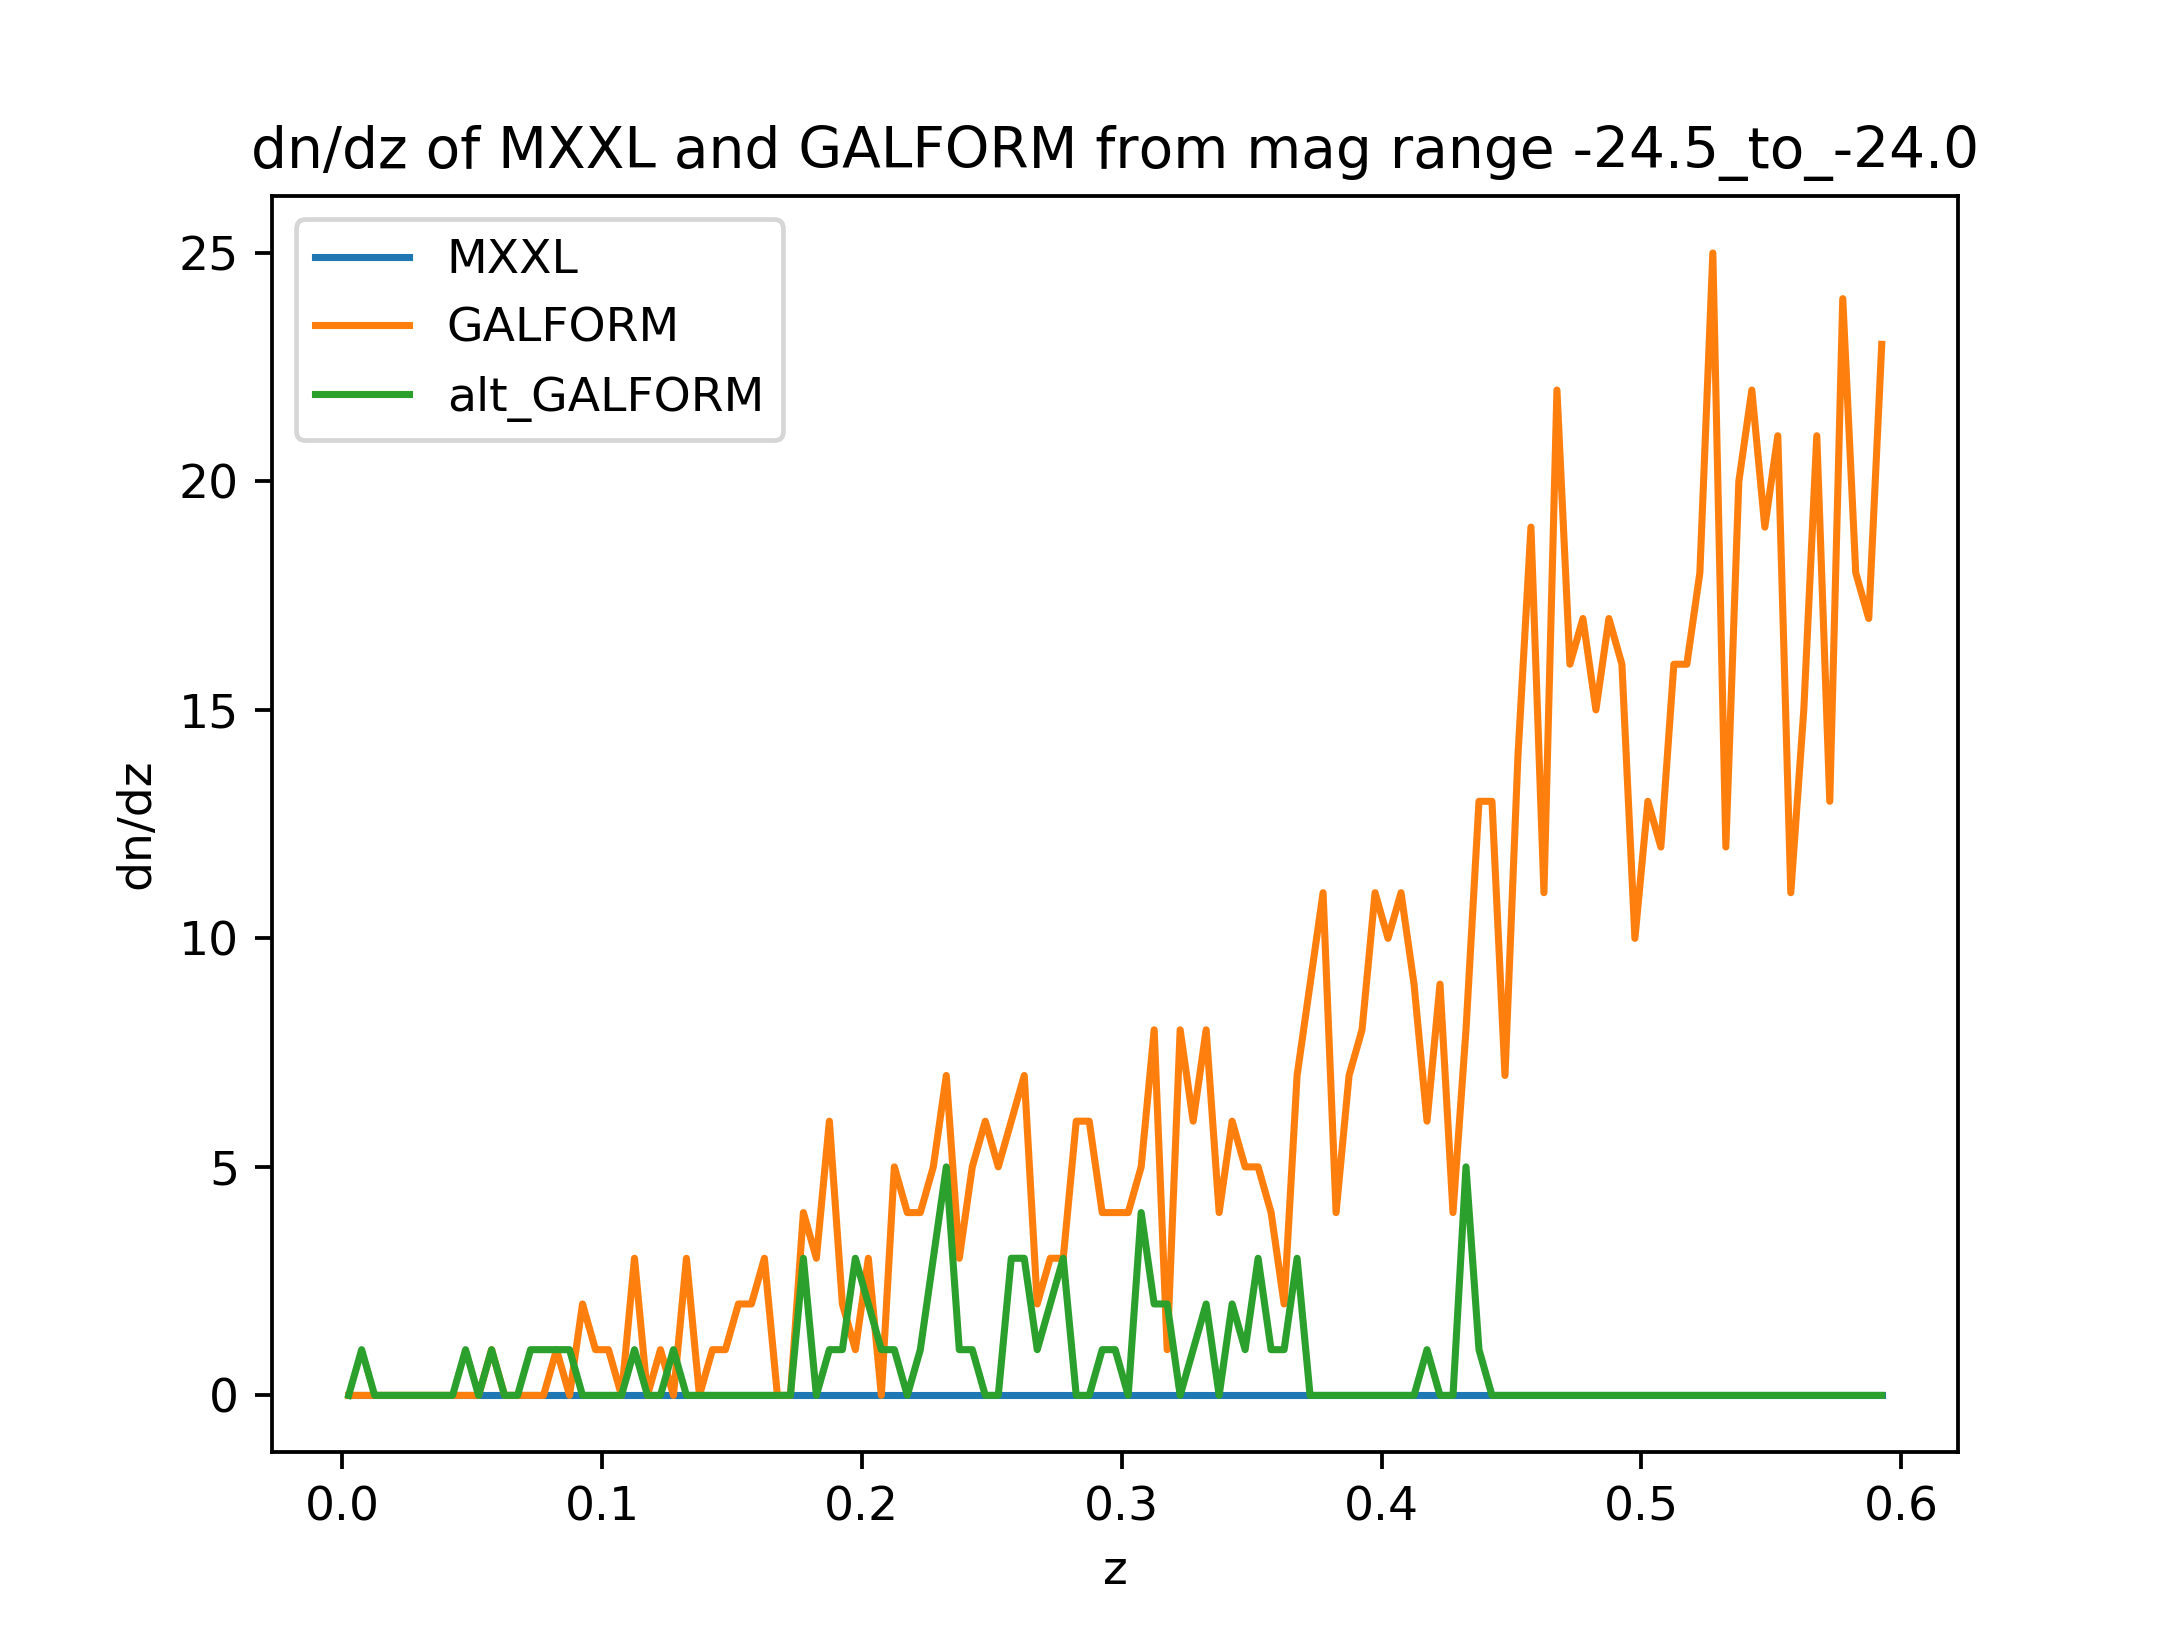 dn/dz of MXXL and GALFORM from mag range -24.5_to_-24.0
MXXL
GALFORM
alt_GALFORM
25
20
15
10
5
0
dn/dz
0.0 0.1 0.2 0.3 0.4 0.5 0.6
z